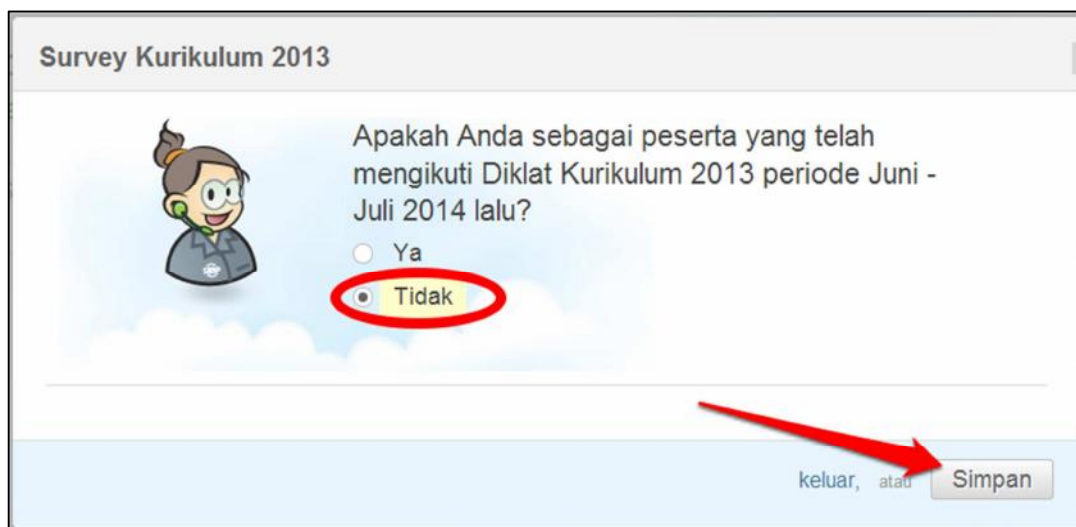 Survey Kurikulum 2013
Apakah Anda sebagai peserta yang telah
mengikuti Diklat Kurikulum 2013 periode Juni -
Juli 2014 lalu?
Ya
Tidak
keluar, atau Simpan